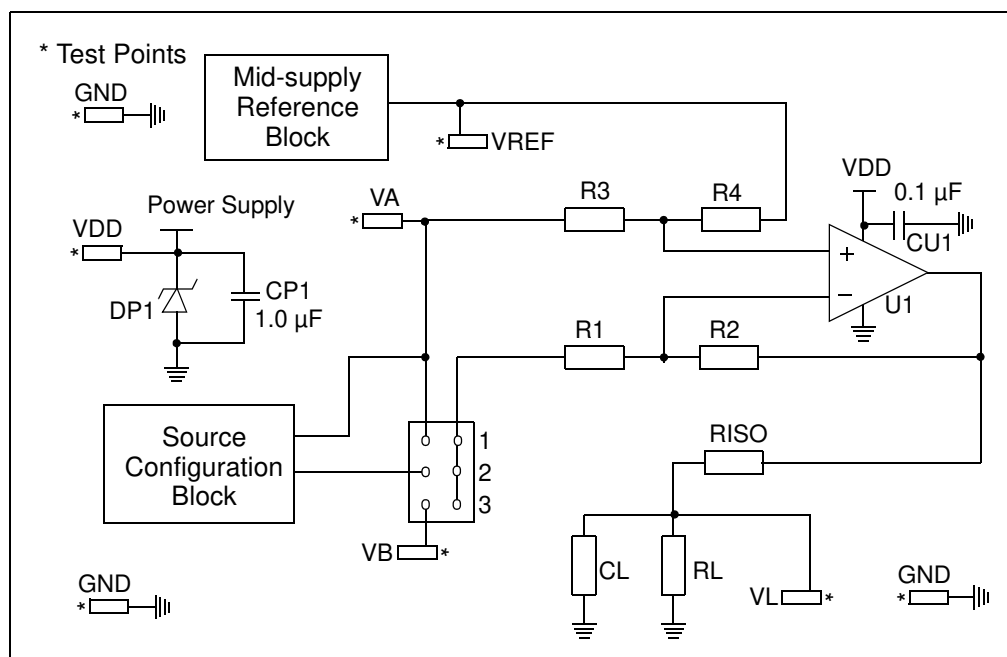 * Test Points
GND
*
Mid-supply
Reference
Block
* VREF
VA
*
R3
R4
VDD
0.1 µF
CU1
+
−
U1
Power Supply
VDD
*
DP1
CP1
1.0 µF
R1
R2
Source
Configuration
Block
1
2
3
VB *
RISO
CL
RL
VL *
GND
*
GND
*